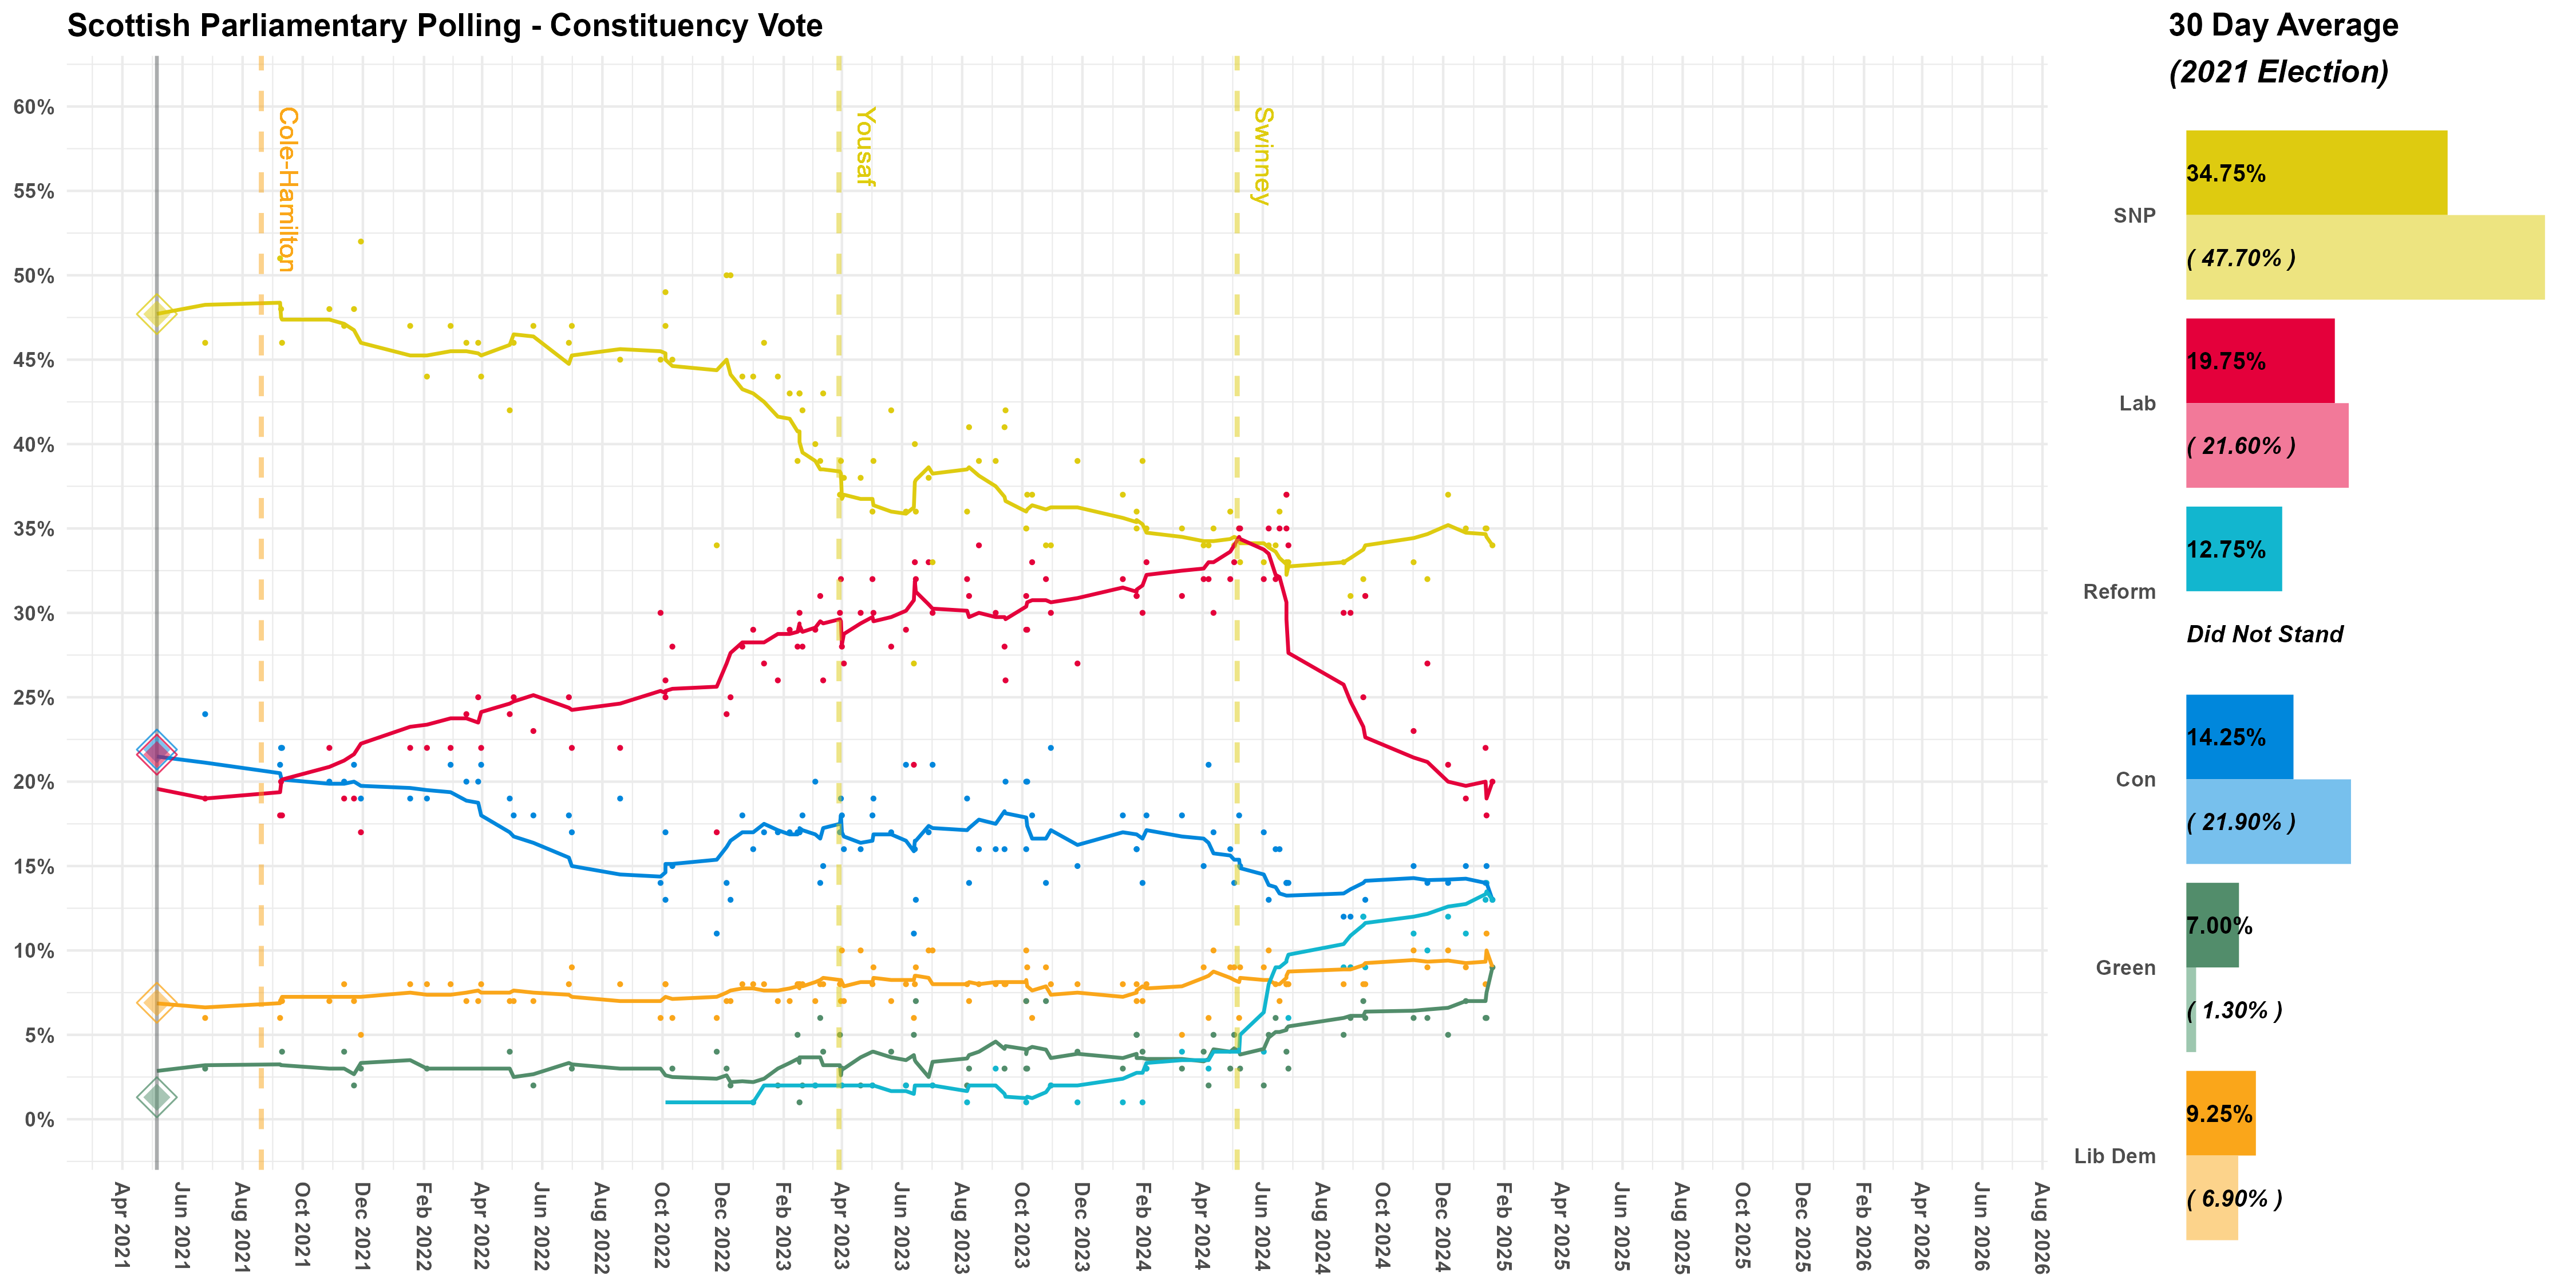 Scottish Parliamentary Polling - Constituency Vote
60%
55%
50%
45%
40%
35%
30%
25%
20%
15%
10%
5%
0%
Cole-Hamilton
Yousaf
Swinney
Apr 2021
Jun 2021
Aug 2021
Oct 2021
Dec 2021
Feb 2022
Apr 2022
Jun 2022
Aug 2022
Oct 2022
Dec 2022
Feb 2023
Apr 2023
Jun 2023
Aug 2023
Oct 2023
Dec 2023
Feb 2024
Apr 2024
Jun 2024
Aug 2024
Oct 2024
Dec 2024
Feb 2025
Apr 2025
Jun 2025
Aug 2025
Oct 2025
Dec 2025
Feb 2026
Apr 2026
Jun 2026
Aug 2026
30 Day Average
(2021 Election)
SNP
34.75%
( 47.70% )
Lab
19.75%
( 21.60% )
Reform
12.75%
Did Not Stand
Con
14.25%
( 21.90% )
Green
7.00%
( 1.30% )
Lib Dem
9.25%
( 6.90% )